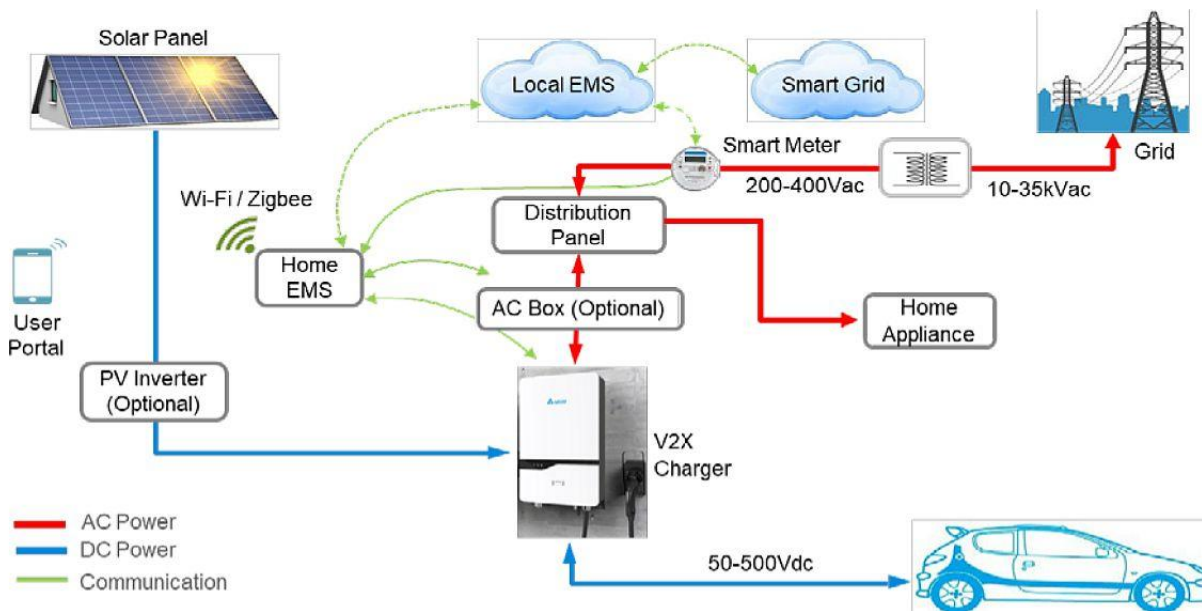 Solar Panel
Local EMS
Smart Grid
Smart Meter
Grid
200-400Vac
10-35kVac
Wi-Fi / Zigbee
Distribution
Panel
Home
EMS
User
Portal
AC Box (Optional)
Home
Appliance
PV Inverter
(Optional)
V2X
Charger
AC Power
DC Power
Communication
50-500Vdc